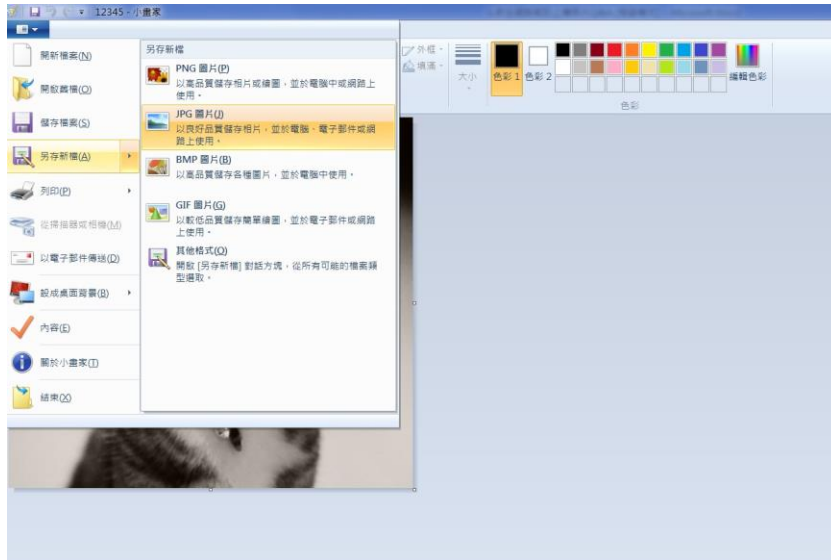 12345 - 小畫家
開新檔案(N)
開啟舊檔(O)
儲存檔案(S)
另存新檔(A)
列印(P)
從掃描器或相機(M)
以電子郵件傳送(D)
設成桌面背景(B)
內容(E)
關於小畫家(T)
結束(X)
另存新檔
PNG 圖片(P)
以高品質儲存相片或繪圖，並於電腦中或網路上
使用。
JPG 圖片(J)
以良好品質儲存相片，並於電腦、電子郵件或網
路上使用。
BMP 圖片(B)
以高品質儲存各種圖片，並於電腦中使用。
GIF 圖片(G)
以較低品質儲存簡單繪圖，並於電子郵件或網路
上使用。
其他格式(O)
開啟 [另存新檔] 對話方塊，從所有可能的檔案類
型選取。
外框
填滿
大小
色彩 1
色彩 2
編輯色彩
色彩